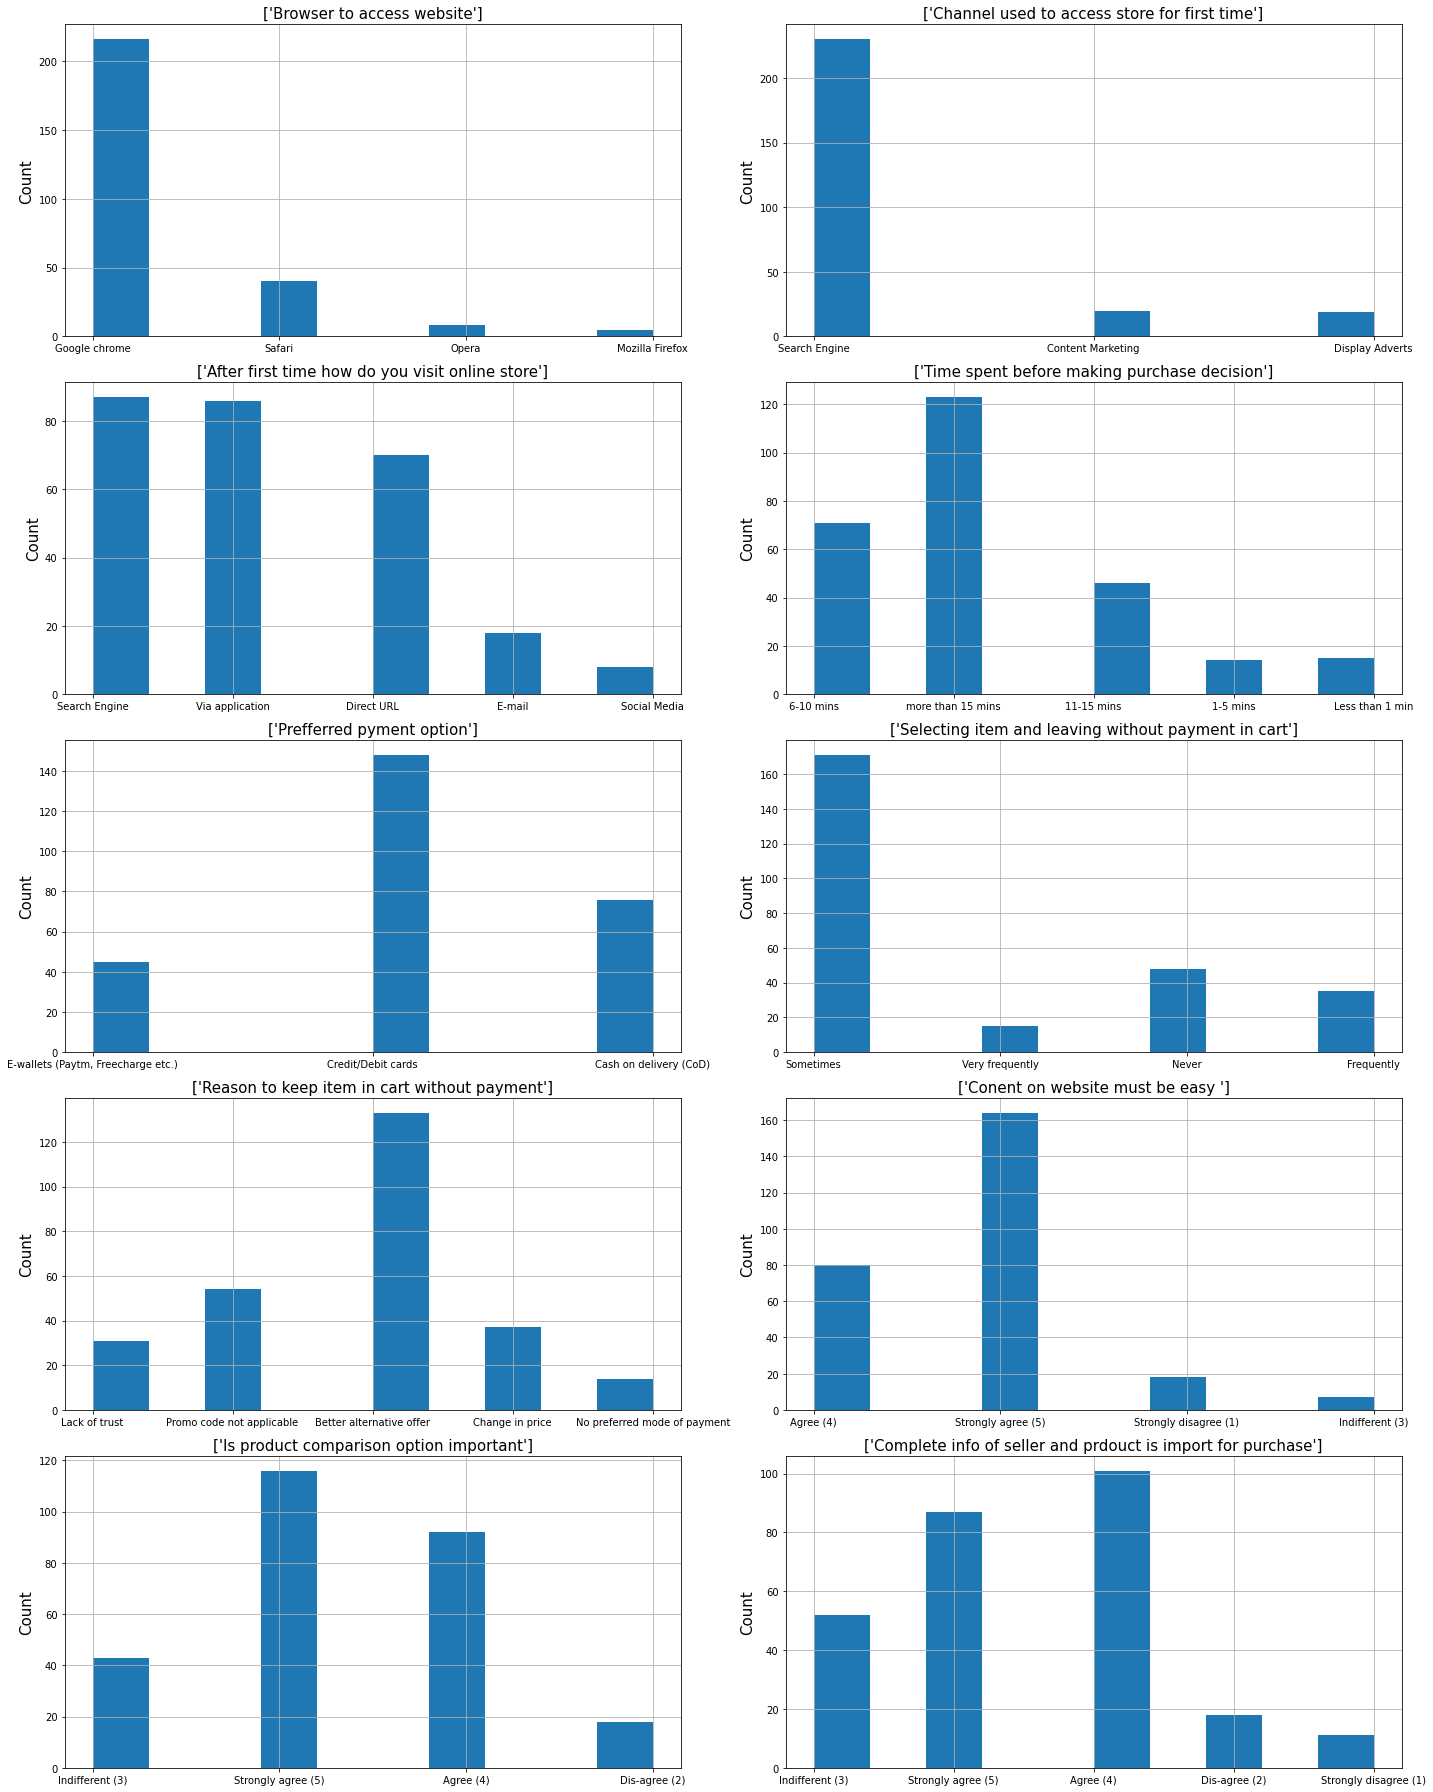 ['Browser to access website']
Count
200
150
100
50
0
Google chrome Safari Opera Mozilla Firefox
['Channel used to access store for first time']
Count
200
150
100
50
0
Search Engine Content Marketing Display Adverts
['After first time how do you visit online store']
Count
80
60
40
20
0
Search Engine Via application Direct URL E-mail Social Media
['Time spent before making purchase decision']
Count
120
100
80
60
40
20
0
6-10 mins more than 15 mins 11-15 mins 1-5 mins Less than 1 min
['Prefferred pyment option']
Count
140
120
100
80
60
40
20
0
E-wallets (Paytm, Freecharge etc.) Credit/Debit cards Cash on delivery (CoD)
['Selecting item and leaving without payment in cart']
Count
160
140
120
100
80
60
40
20
0
Sometimes Very frequently Never Frequently
['Reason to keep item in cart without payment']
Count
120
100
80
60
40
20
0
Lack of trust Promo code not applicable Better alternative offer Change in price No preferred mode of payment
['Conent on website must be easy ']
Count
160
140
120
100
80
60
40
20
0
Agree (4) Strongly agree (5) Strongly disagree (1) Indifferent (3)
['Is product comparison option important']
Count
120
100
80
60
40
20
0
Indifferent (3) Strongly agree (5) Agree (4) Dis-agree (2)
['Complete info of seller and prdouct is import for purchase']
Count
100
80
60
40
20
0
Indifferent (3) Strongly agree (5) Agree (4) Dis-agree (2) Strongly disagree (1)